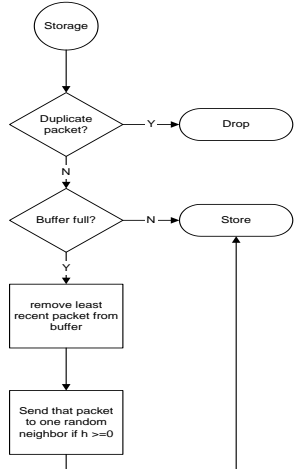 Storage
Duplicate
packet?
Y
Drop
N
Buffer full?
N
Store
Y
remove least
recent packet from
buffer
Send that packet
to one random
neighbor if h >=0